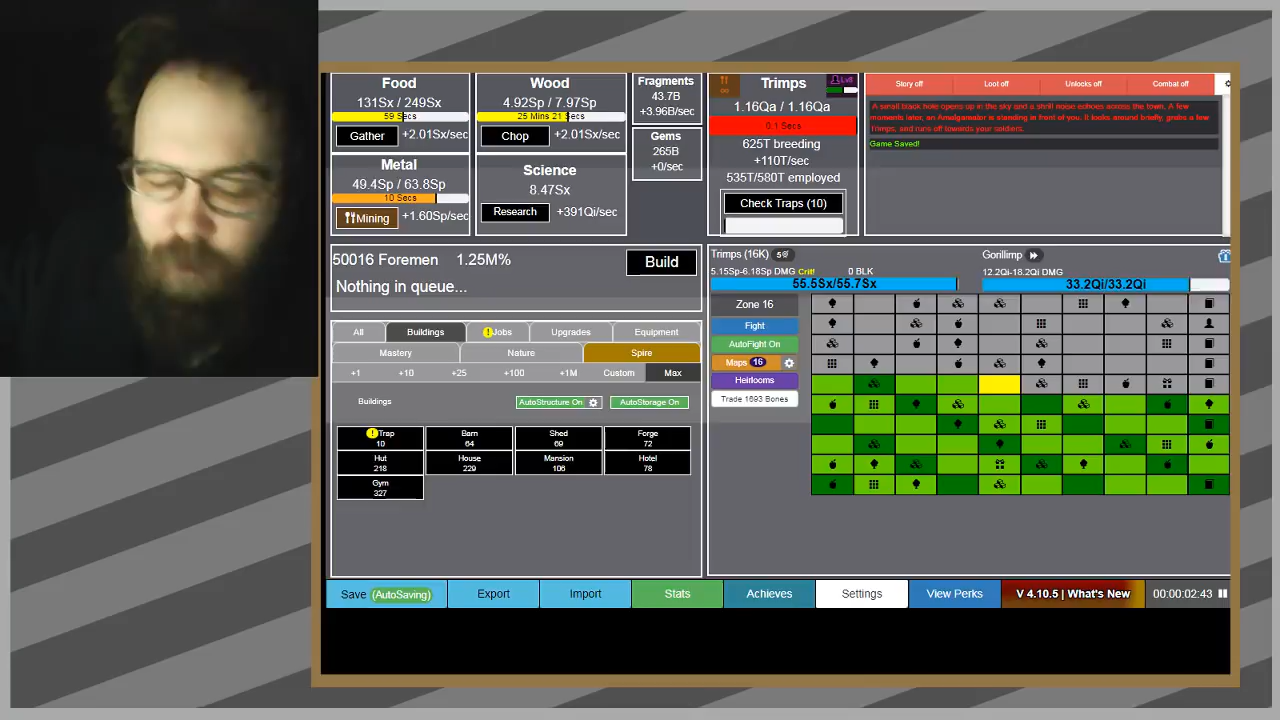 Food
131Sx / 249Sx
59 Secs
Gather +2.01Sx/sec
Wood
4.92Sp / 7.97Sp
25 Mins 21 Secs
Chop +2.01Sx/sec
Metal
49.4Sp / 63.8Sp
10 Secs
Mining +1.60Sp/sec
Science
8.47Sx
Research +391Qi/sec
Fragments
43.7B
+3.96B/sec
Gems
265B
+0/sec
Trimps
1.16Qa / 1.16Qa
0.1 Secs
625T breeding
+110T/sec
535T/580T employed
Check Traps (10)
Story off Loot off Unlocks off Combat off
A small black hole opens up in the sky and a shrill noise echoes across the town. A few
moments later, an Amalgamator is standing in front of you. It looks around briefly, grabs a few
Trimps, and runs off towards your soldiers.
Game Saved!
50016 Foremen 1.25M% Build
Nothing in queue...
All Buildings Jobs Upgrades Equipment
Mastery Nature Spire
+1 +10 +25 +100 +1M Custom Max
Buildings AutoStructure On AutoStorage On
Trap
10
Barn
64
Shed
69
Forge
72
Hut
218
House
229
Mansion
106
Hotel
78
Gym
327
Trimps (16K)
5.15Sp-6.18Sp DMG Crit! 0 BLK
55.5Sx/55.7Sx
Gorillimp
12.2Qi-18.2Qi DMG
33.2Qi/33.2Qi
Zone 16
Fight
AutoFight On
Maps 16
Heirlooms
Trade 1693 Bones
Save (AutoSaving) Export Import Stats Achieves Settings View Perks V 4.10.5 | What's New 00:00:02:43